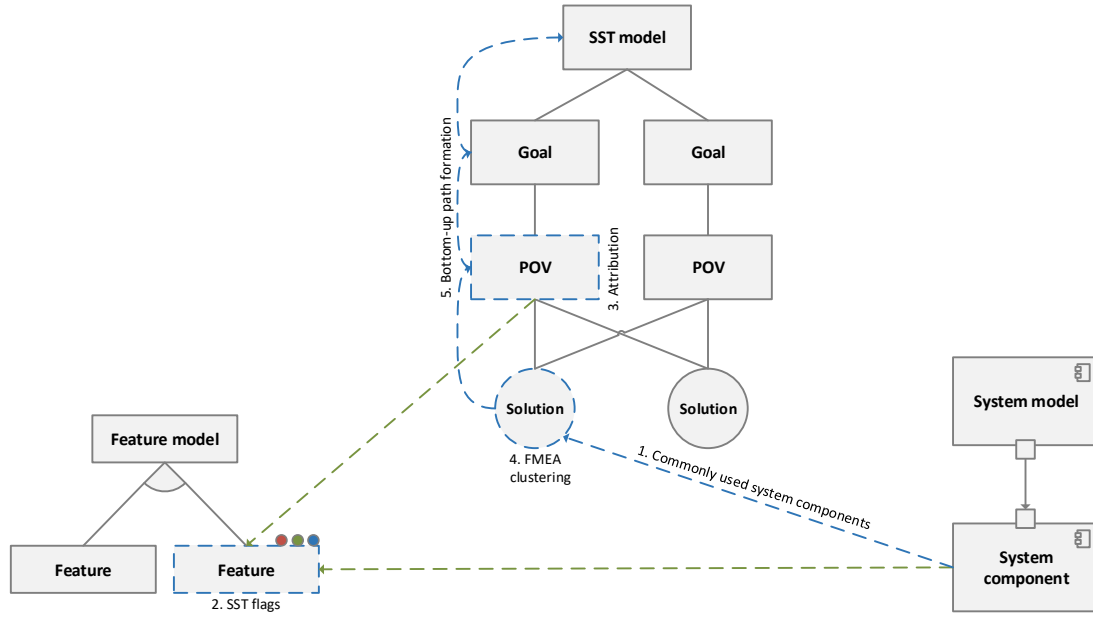 SST model
Goal
Goal
5. Bottom-up path formation
POV
3. Attribution
POV
Solution
Solution
4. FMEA
clustering
1. Commonly used system components
System model
System
component
Feature model
Feature
Feature
2. SST flags